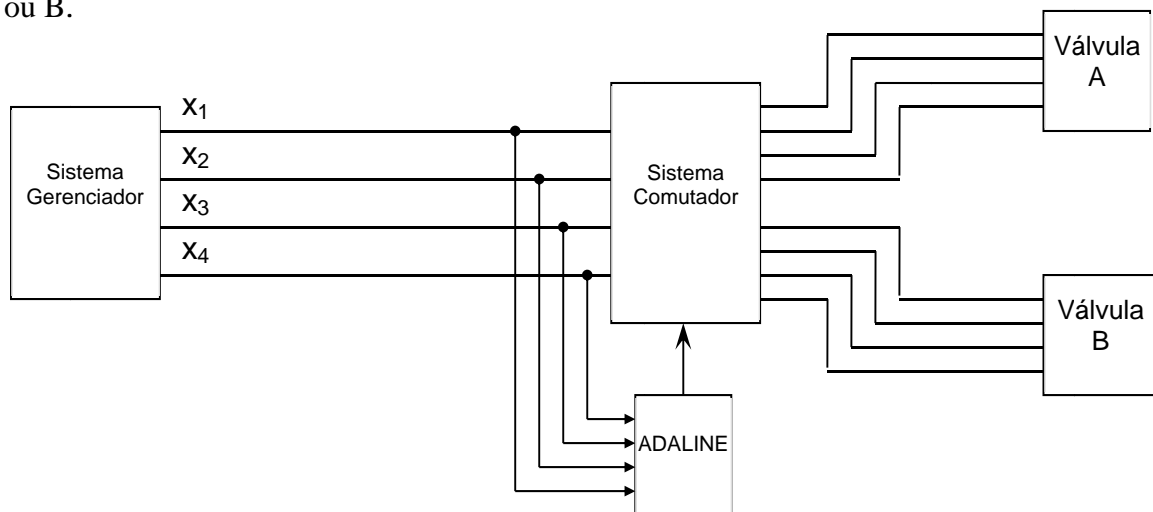 ou B.
Válvula
A
x₁
x₂
x₃
x₄
Sistema
Gerenciador
Sistema
Comutador
Válvula
B
ADALINE